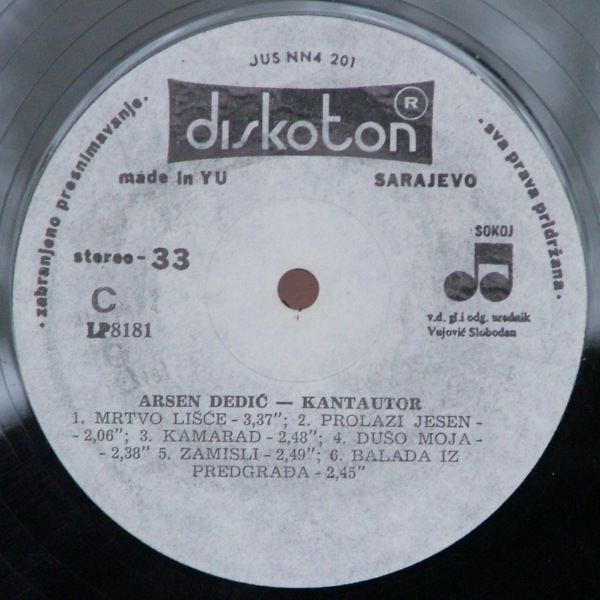 JUS NN4 201
diskoton ®
made in YU
SARAJEVO
· zabranjeno presnimavanje ·
· sva prava pridržana ·
stereo - 33
SOKOJ
C
LP8181
v.d. gl.i odg. urednik
Vujović Slobodan
ARSEN DEDIĆ — KANTAUTOR
1. MRTVO LIŠĆE - 3,37"; 2. PROLAZI JESEN -
- 2,06"; 3. KAMARAD - 2,48"; 4. DUŠO MOJA -
- 2,38" 5. ZAMISLI - 2,49"; 6. BALADA IZ
PREDGRAĐA - 2,45"